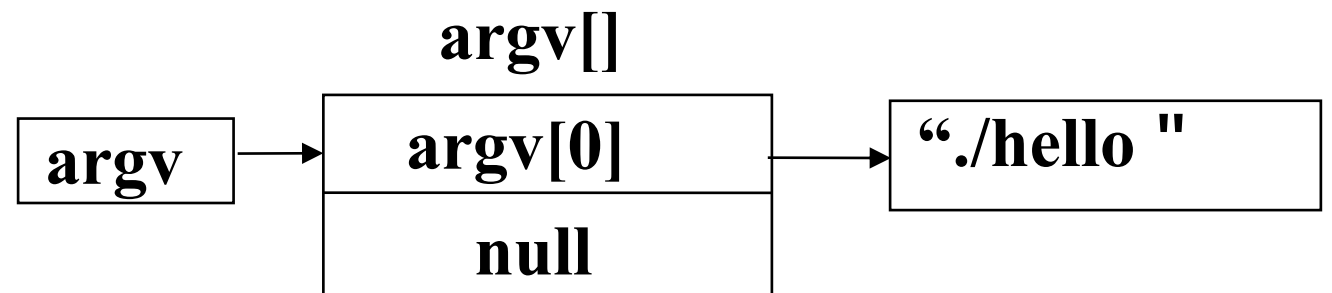 argv[]
argv
argv[0]
“./hello "
null